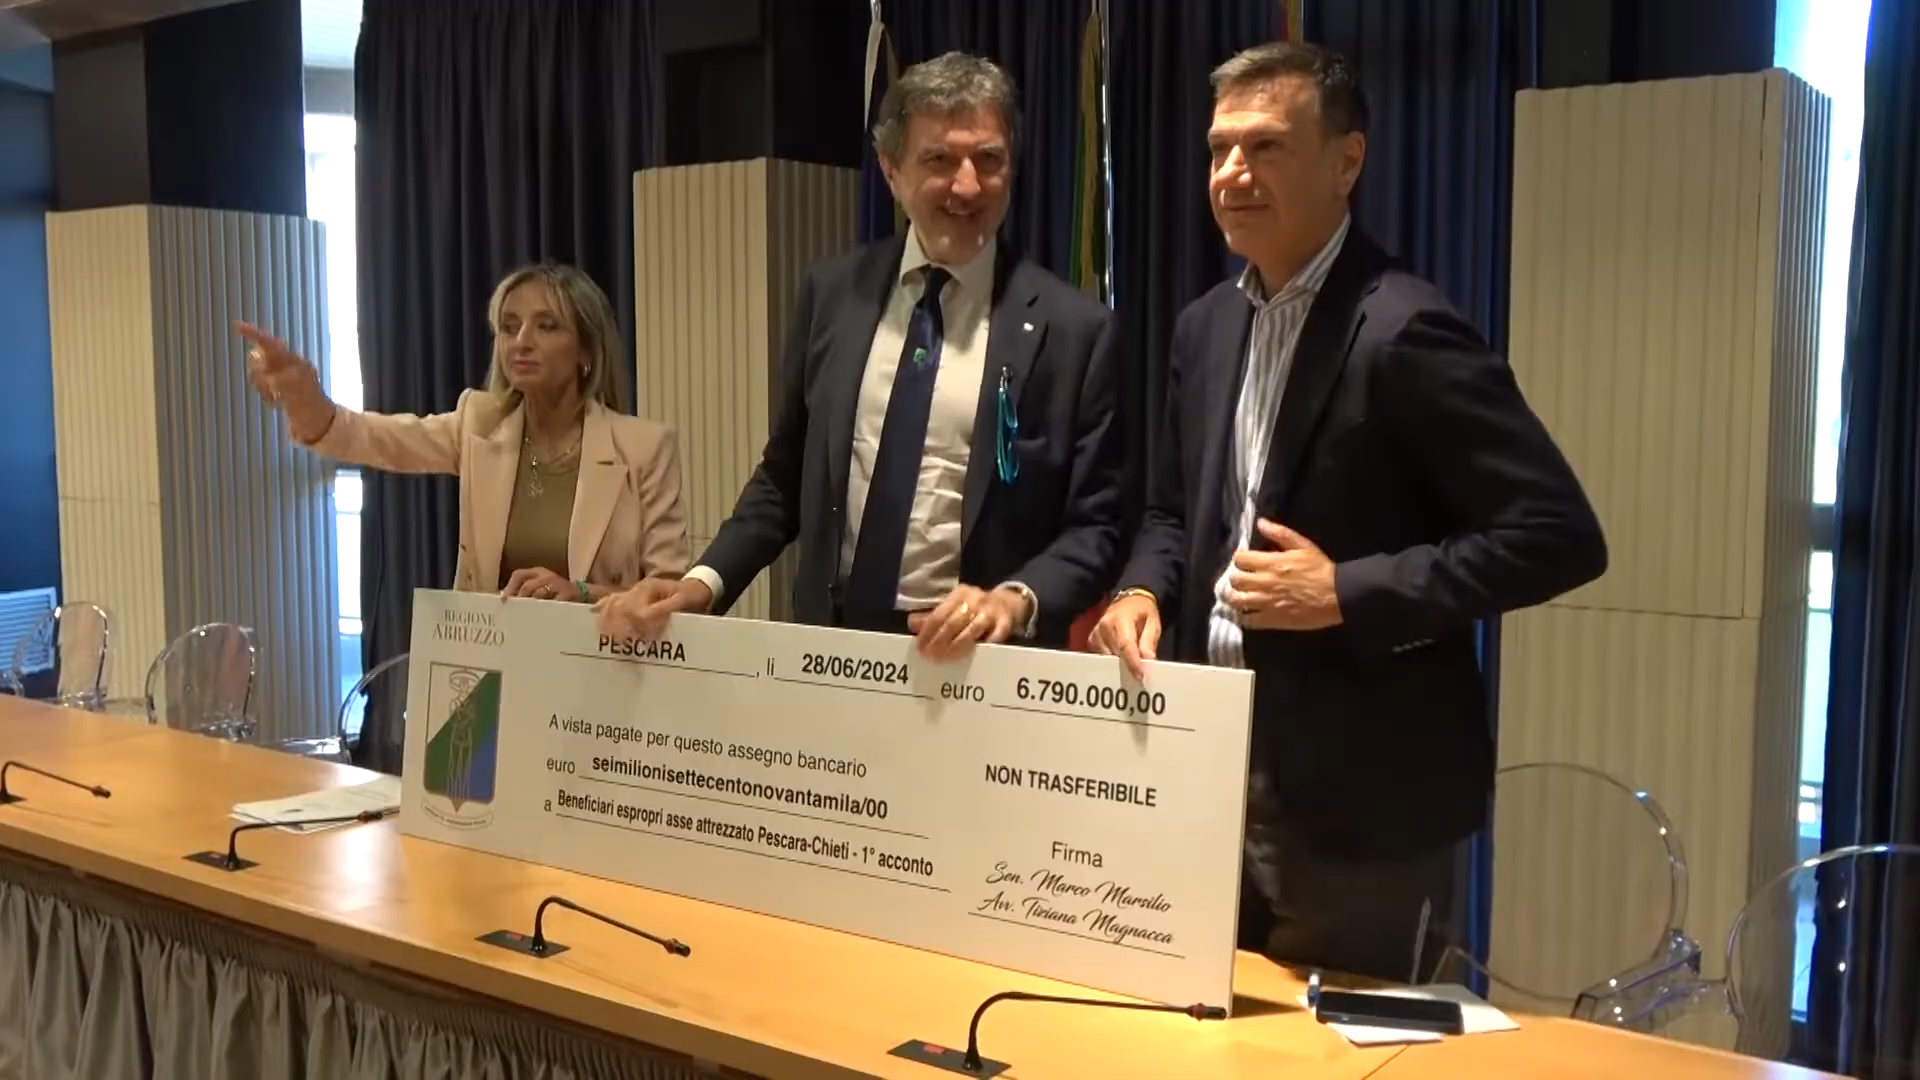 REGIONE
ABRUZZO
PESCARA, li 28/06/2024 euro 6.790.000,00
A vista pagate per questo assegno bancario
euro seimilionisettecentonovantamila/00
NON TRASFERIBILE
a Beneficiari espropri asse attrezzato Pescara-Chieti - 1° acconto
Firma
Sen. Marco Marsilio
Avv. Tiziana Magnacca